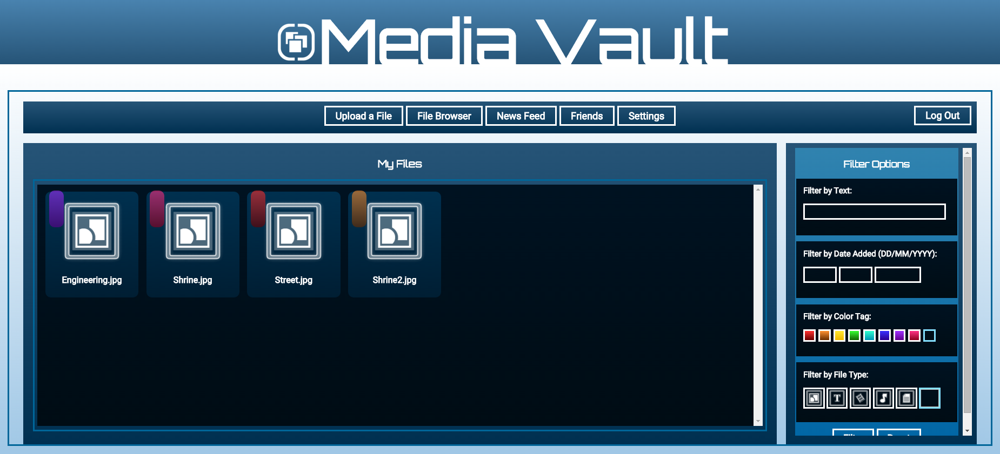 Media Vault
Upload a File File Browser News Feed Friends Settings Log Out
My Files
Engineering.jpg Shrine.jpg Street.jpg Shrine2.jpg
Filter Options
Filter by Text:
Filter by Date Added (DD/MM/YYYY):
Filter by Color Tag:
Filter by File Type:
T